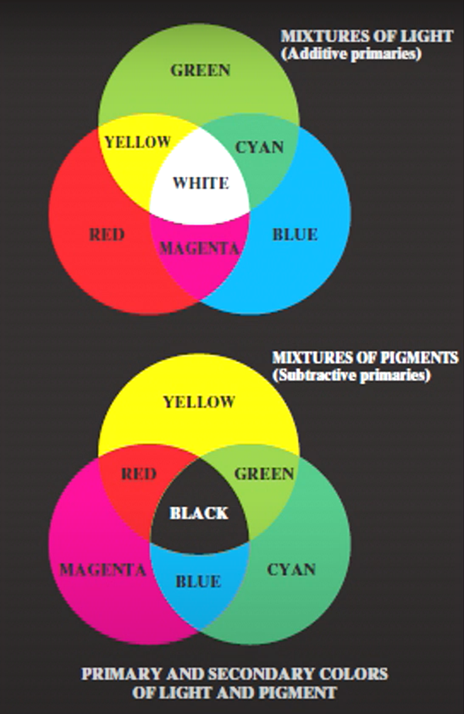 MIXTURES OF LIGHT
(Additive primaries)
GREEN
YELLOW
CYAN
WHITE
RED
BLUE
MAGENTA
MIXTURES OF PIGMENTS
(Subtractive primaries)
YELLOW
RED
GREEN
BLACK
MAGENTA
CYAN
BLUE
PRIMARY AND SECONDARY COLORS
OF LIGHT AND PIGMENT